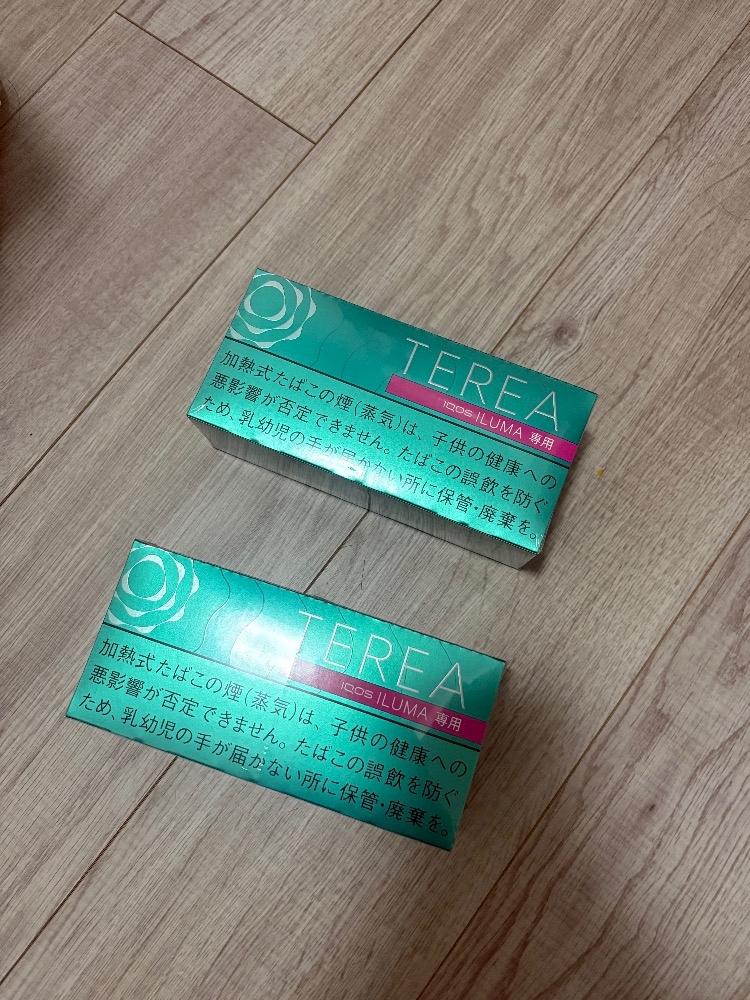 TEREA
IQOS ILUMA 専用
加熱式たばこの煙(蒸気)は、子供の健康への
悪影響が否定できません。たばこの誤飲を防ぐ
ため、乳幼児の手が届かない所に保管・廃棄を。
TEREA
IQOS ILUMA 専用
加熱式たばこの煙(蒸気)は、子供の健康への
悪影響が否定できません。たばこの誤飲を防ぐ
ため、乳幼児の手が届かない所に保管・廃棄を。